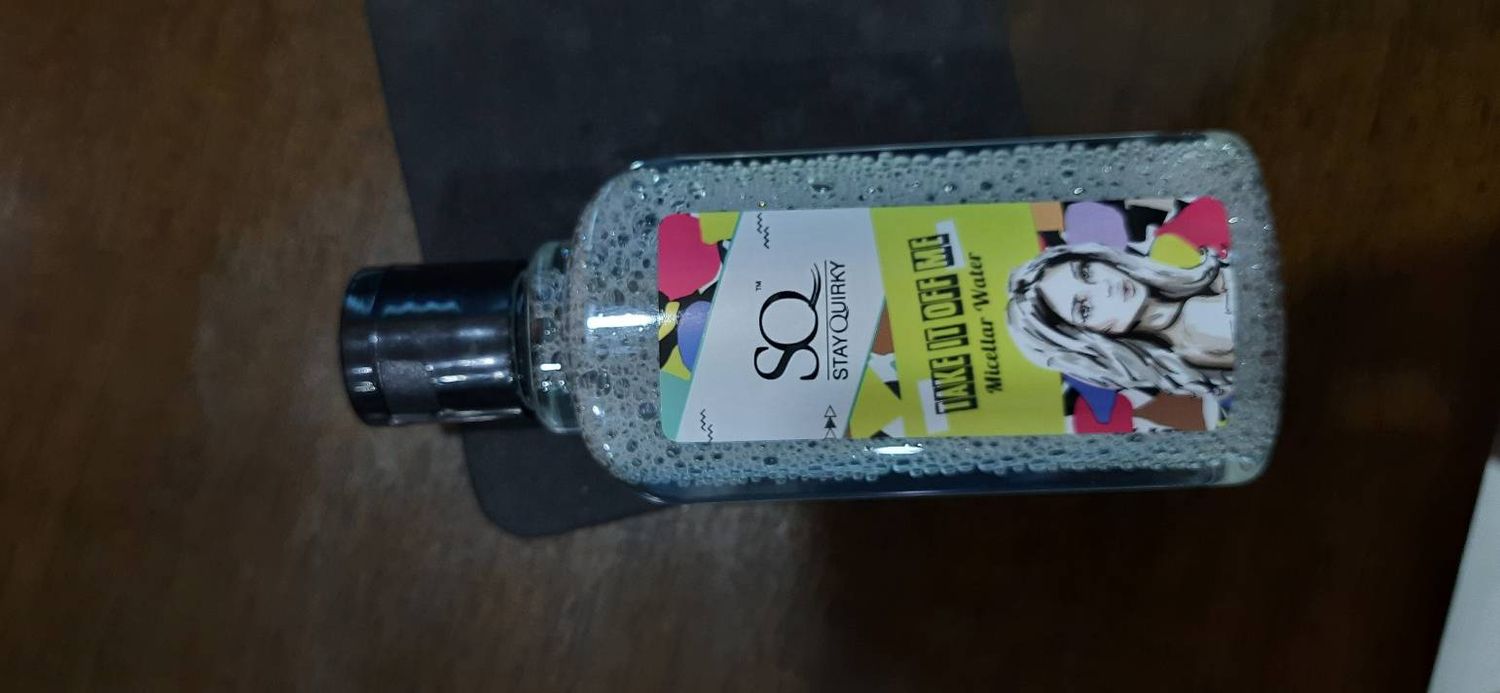 SQ™
STAYQUIRKY
TAKE IT OFF ME
Micellar Water